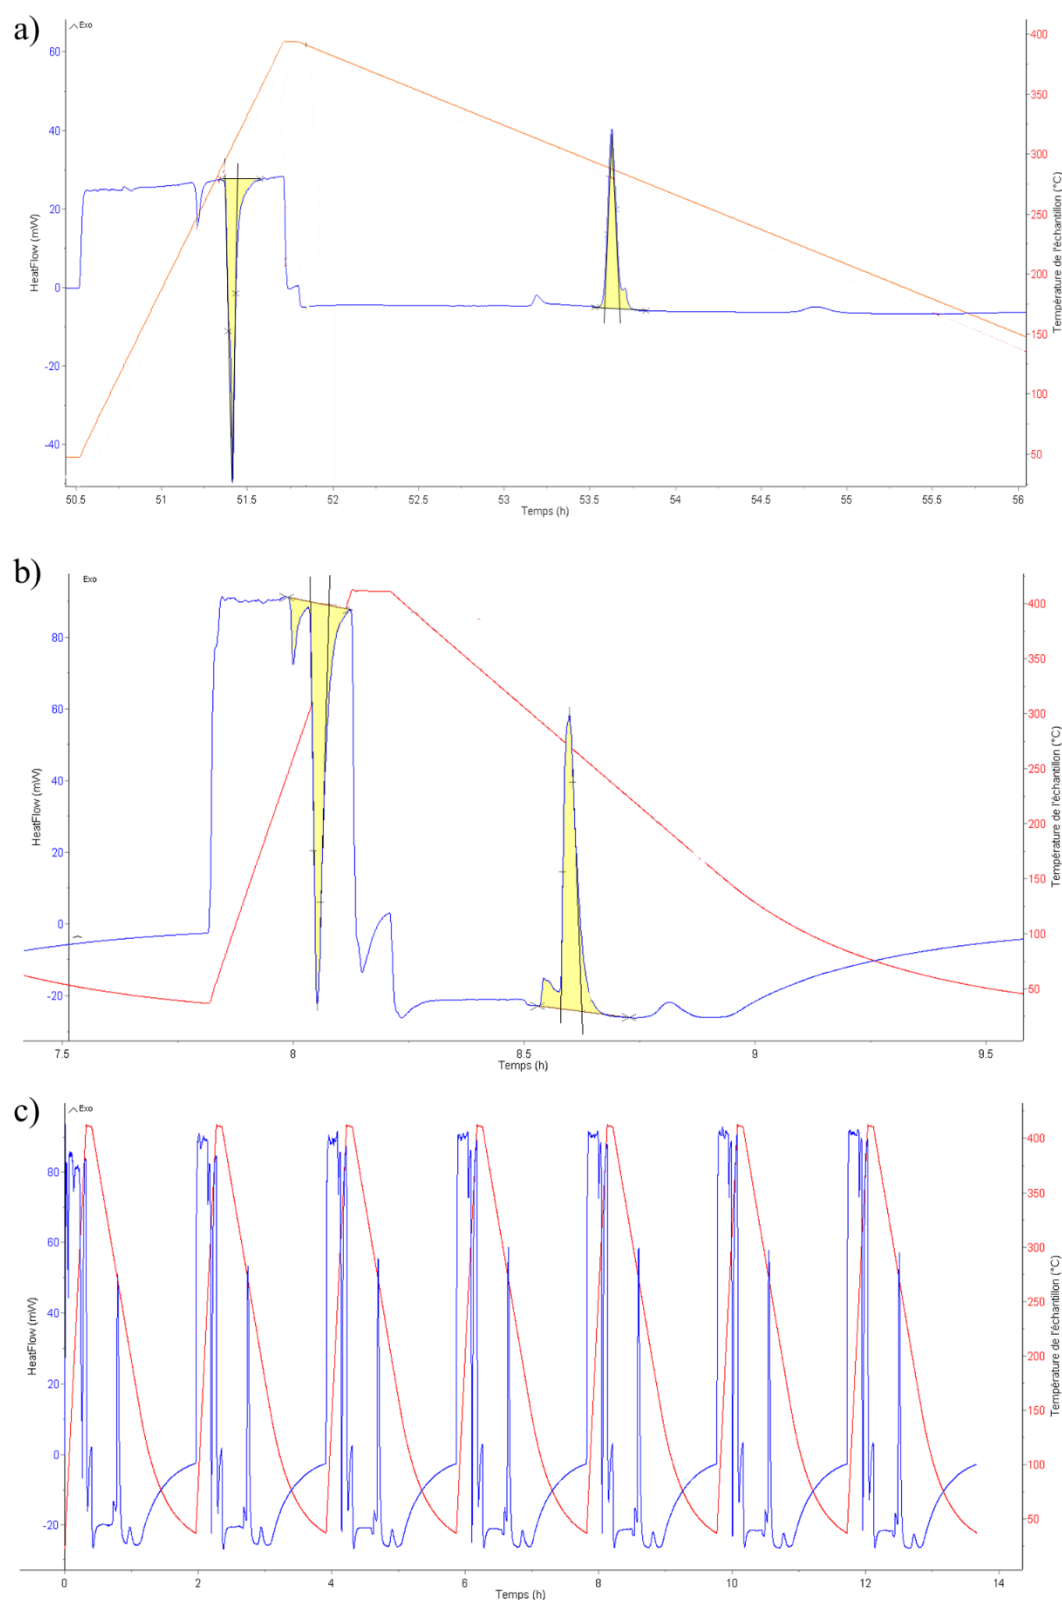 a)
Exo
60
40
20
0
-20
-40
HeatFlow (mW)
400
350
300
250
200
150
100
50
Température de l'échantillon (°C)
50.5 51 51.5 52 52.5 53 53.5 54 54.5 55 55.5 56
Temps (h)
b)
Exo
80
60
40
20
0
-20
HeatFlow (mW)
400
350
300
250
200
150
100
50
Température de l'échantillon (°C)
7.5 8 8.5 9 9.5
Temps (h)
c)
Exo
80
60
40
20
0
-20
HeatFlow (mW)
400
350
300
250
200
150
100
50
Température de l'échantillon (°C)
0 2 4 6 8 10 12 14
Temps (h)